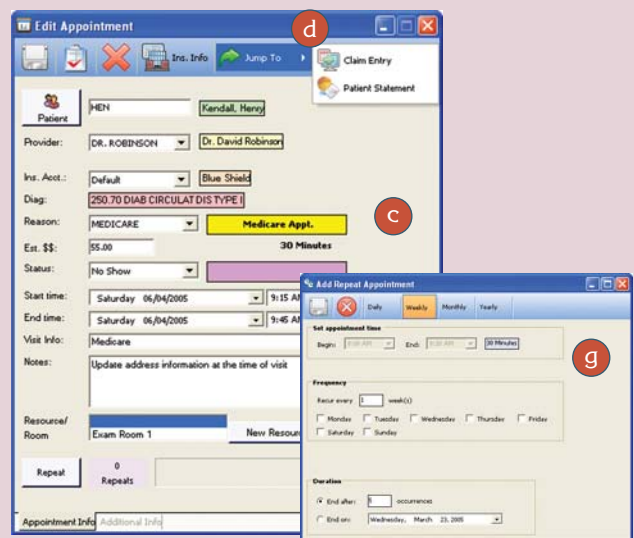 d
Edit Appointment
Ins. Info Jump To
Claim Entry
Patient Statement
Patient HEN Kendall, Henry
Provider: DR. ROBINSON Dr. David Robinson
Ins. Acct.: Default Blue Shield
Diag: 250.70 DIAB CIRCULAT DIS TYPE I
c
Reason: MEDICARE Medicare Appt.
Est. $$: 55.00 30 Minutes
Status: No Show
Start time: Saturday 06/04/2005 9:15 AM
End time: Saturday 06/04/2005 9:45 AM
Visit Info: Medicare
Notes: Update address information at the time of visit
Resource/
Room Exam Room 1 New Resour
Repeat 0
Repeats
Appointment Info Additional Info
Add Repeat Appointment
Daily Weekly Monthly Yearly
Set appointment time
Begin: End: 30 Minutes
g
Frequency
Recur every 1 week(s)
Monday Tuesday Wednesday Thursday Friday
Saturday Sunday
Duration
End after: 5 occurrences
End on: Wednesday, March 23, 2005